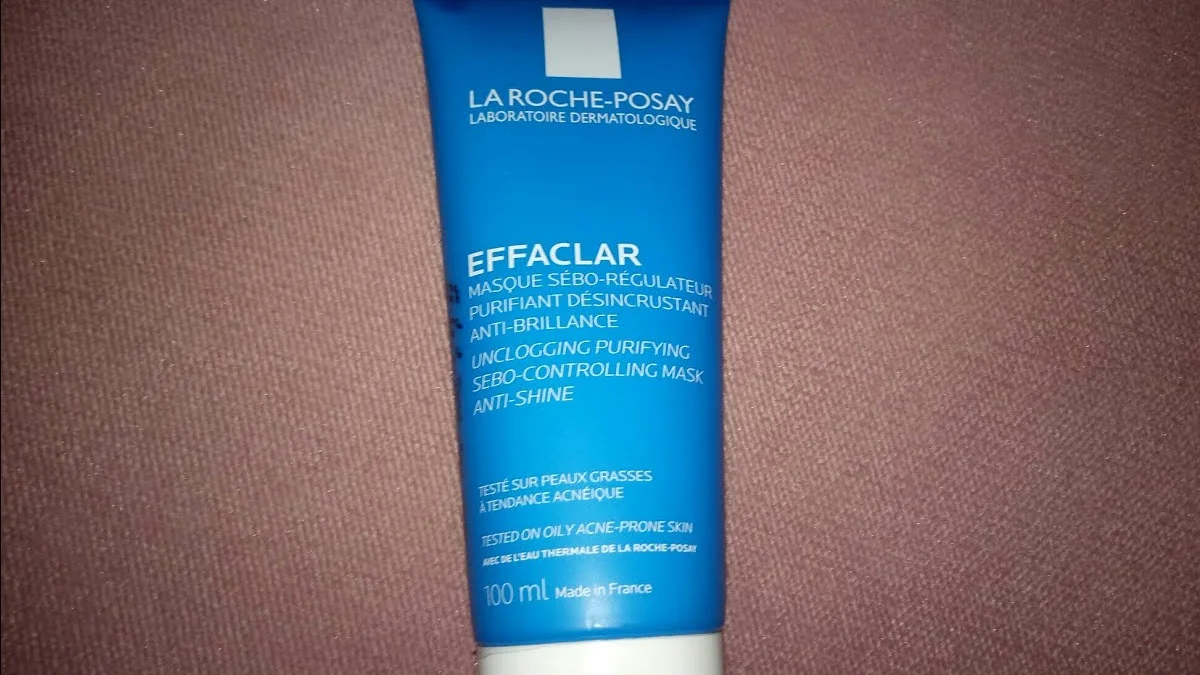 LA ROCHE-POSAY
LABORATOIRE DERMATOLOGIQUE
EFFACLAR
MASQUE SÉBO-RÉGULATEUR
PURIFIANT DÉSINCRUSTANT
ANTI-BRILLANCE
UNCLOGGING PURIFYING
SEBO-CONTROLLING MASK
ANTI-SHINE
TESTÉ SUR PEAUX GRASSES
À TENDANCE ACNÉIQUE
TESTED ON OILY ACNE-PRONE SKIN
AVEC DE L'EAU THERMALE DE LA ROCHE-POSAY
100 ml Made in France